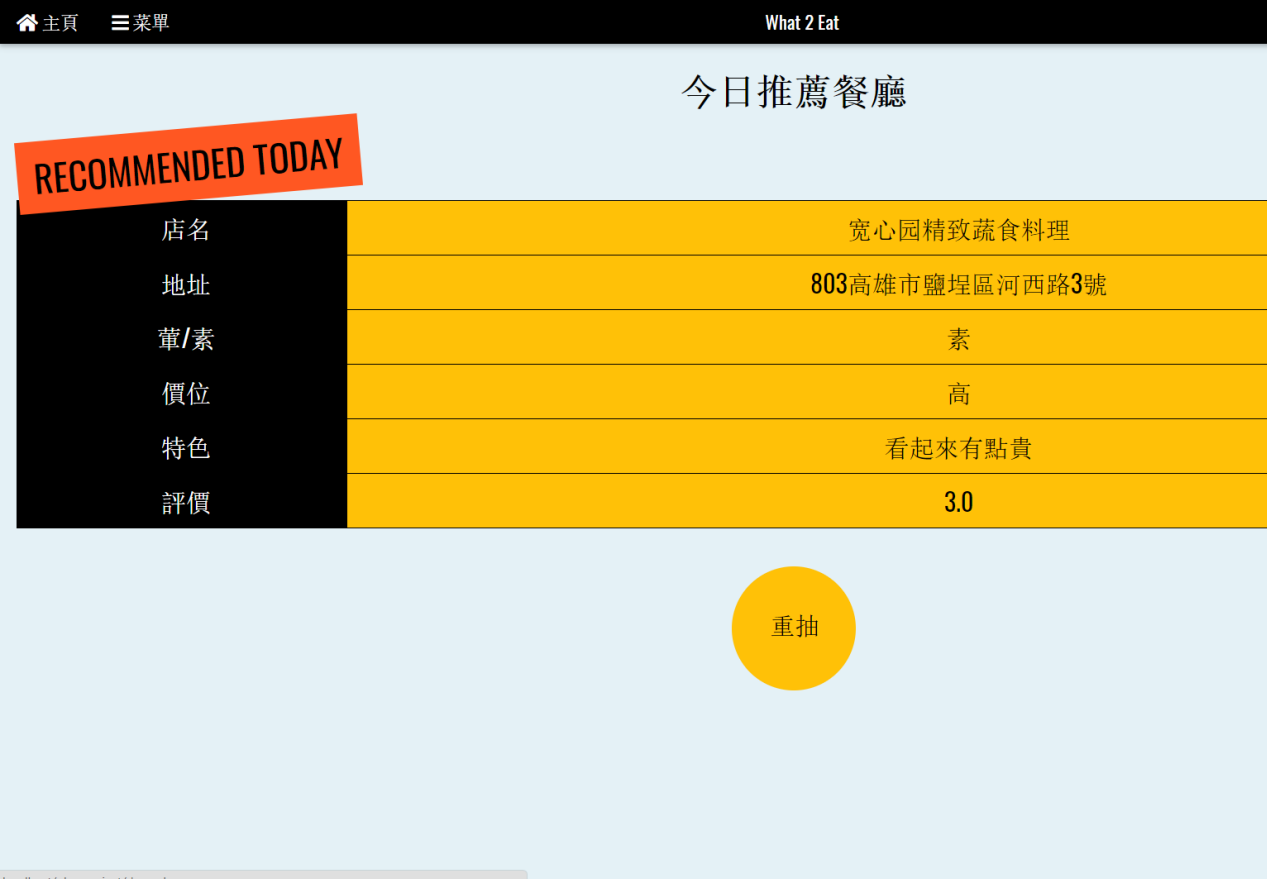 主頁 菜單 What 2 Eat
今日推薦餐廳
RECOMMENDED TODAY
店名 宽心园精致蔬食料理
地址 803高雄市鹽埕區河西路3號
葷/素 素
價位 高
特色 看起來有點貴
評價 3.0
重抽